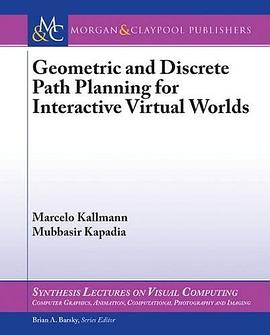 M&C
MORGAN & CLAYPOOL PUBLISHERS
Geometric and Discrete
Path Planning for
Interactive Virtual Worlds
Marcelo Kallmann
Mubbasir Kapadia
SYNTHESIS LECTURES ON VISUAL COMPUTING
COMPUTER GRAPHICS, ANIMATION, COMPUTATIONAL PHOTOGRAPHY AND IMAGING
Brian A. Barsky, Series Editor